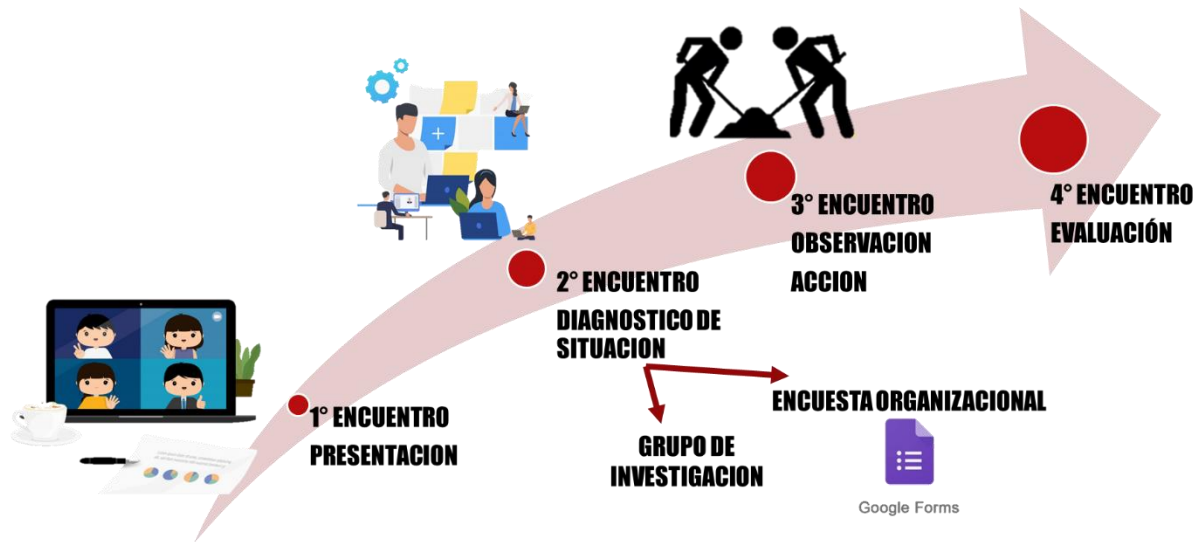 1° ENCUENTRO
PRESENTACION
2° ENCUENTRO
DIAGNOSTICO DE
SITUACION
GRUPO DE
INVESTIGACION
ENCUESTA ORGANIZACIONAL
Google Forms
3° ENCUENTRO
OBSERVACION
ACCION
4° ENCUENTRO
EVALUACIÓN